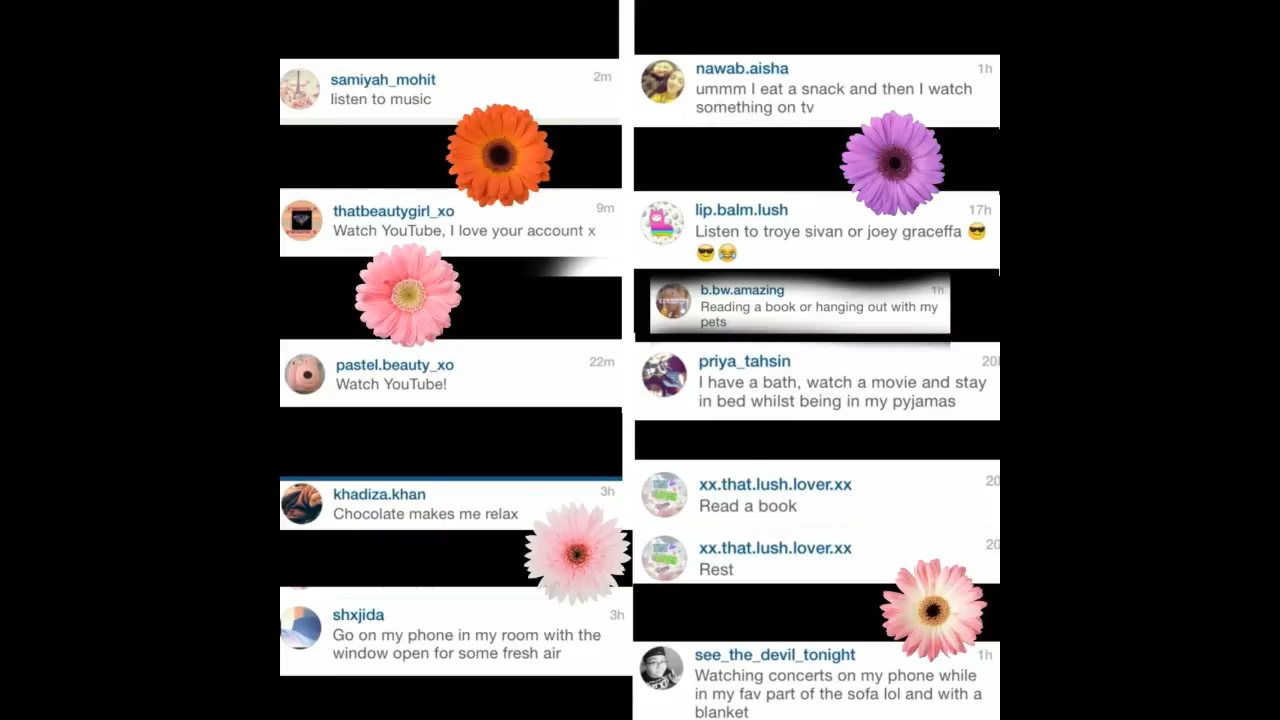 samiyah_mohit 2m
listen to music
thatbeautygirl_xo 9m
Watch YouTube, I love your account x
pastel.beauty_xo 22m
Watch YouTube!
khadiza.khan 3h
Chocolate makes me relax
shxjida 3h
Go on my phone in my room with the
window open for some fresh air
nawab.aisha 1h
ummm I eat a snack and then I watch
something on tv
lip.balm.lush 17h
Listen to troye sivan or joey graceffa 😎
😎😂
b.bw.amazing 1h
Reading a book or hanging out with my
pets
priya_tahsin 20
I have a bath, watch a movie and stay
in bed whilst being in my pyjamas
xx.that.lush.lover.xx 20
Read a book
xx.that.lush.lover.xx 20
Rest
see_the_devil_tonight 1h
Watching concerts on my phone while
in my fav part of the sofa lol and with a
blanket